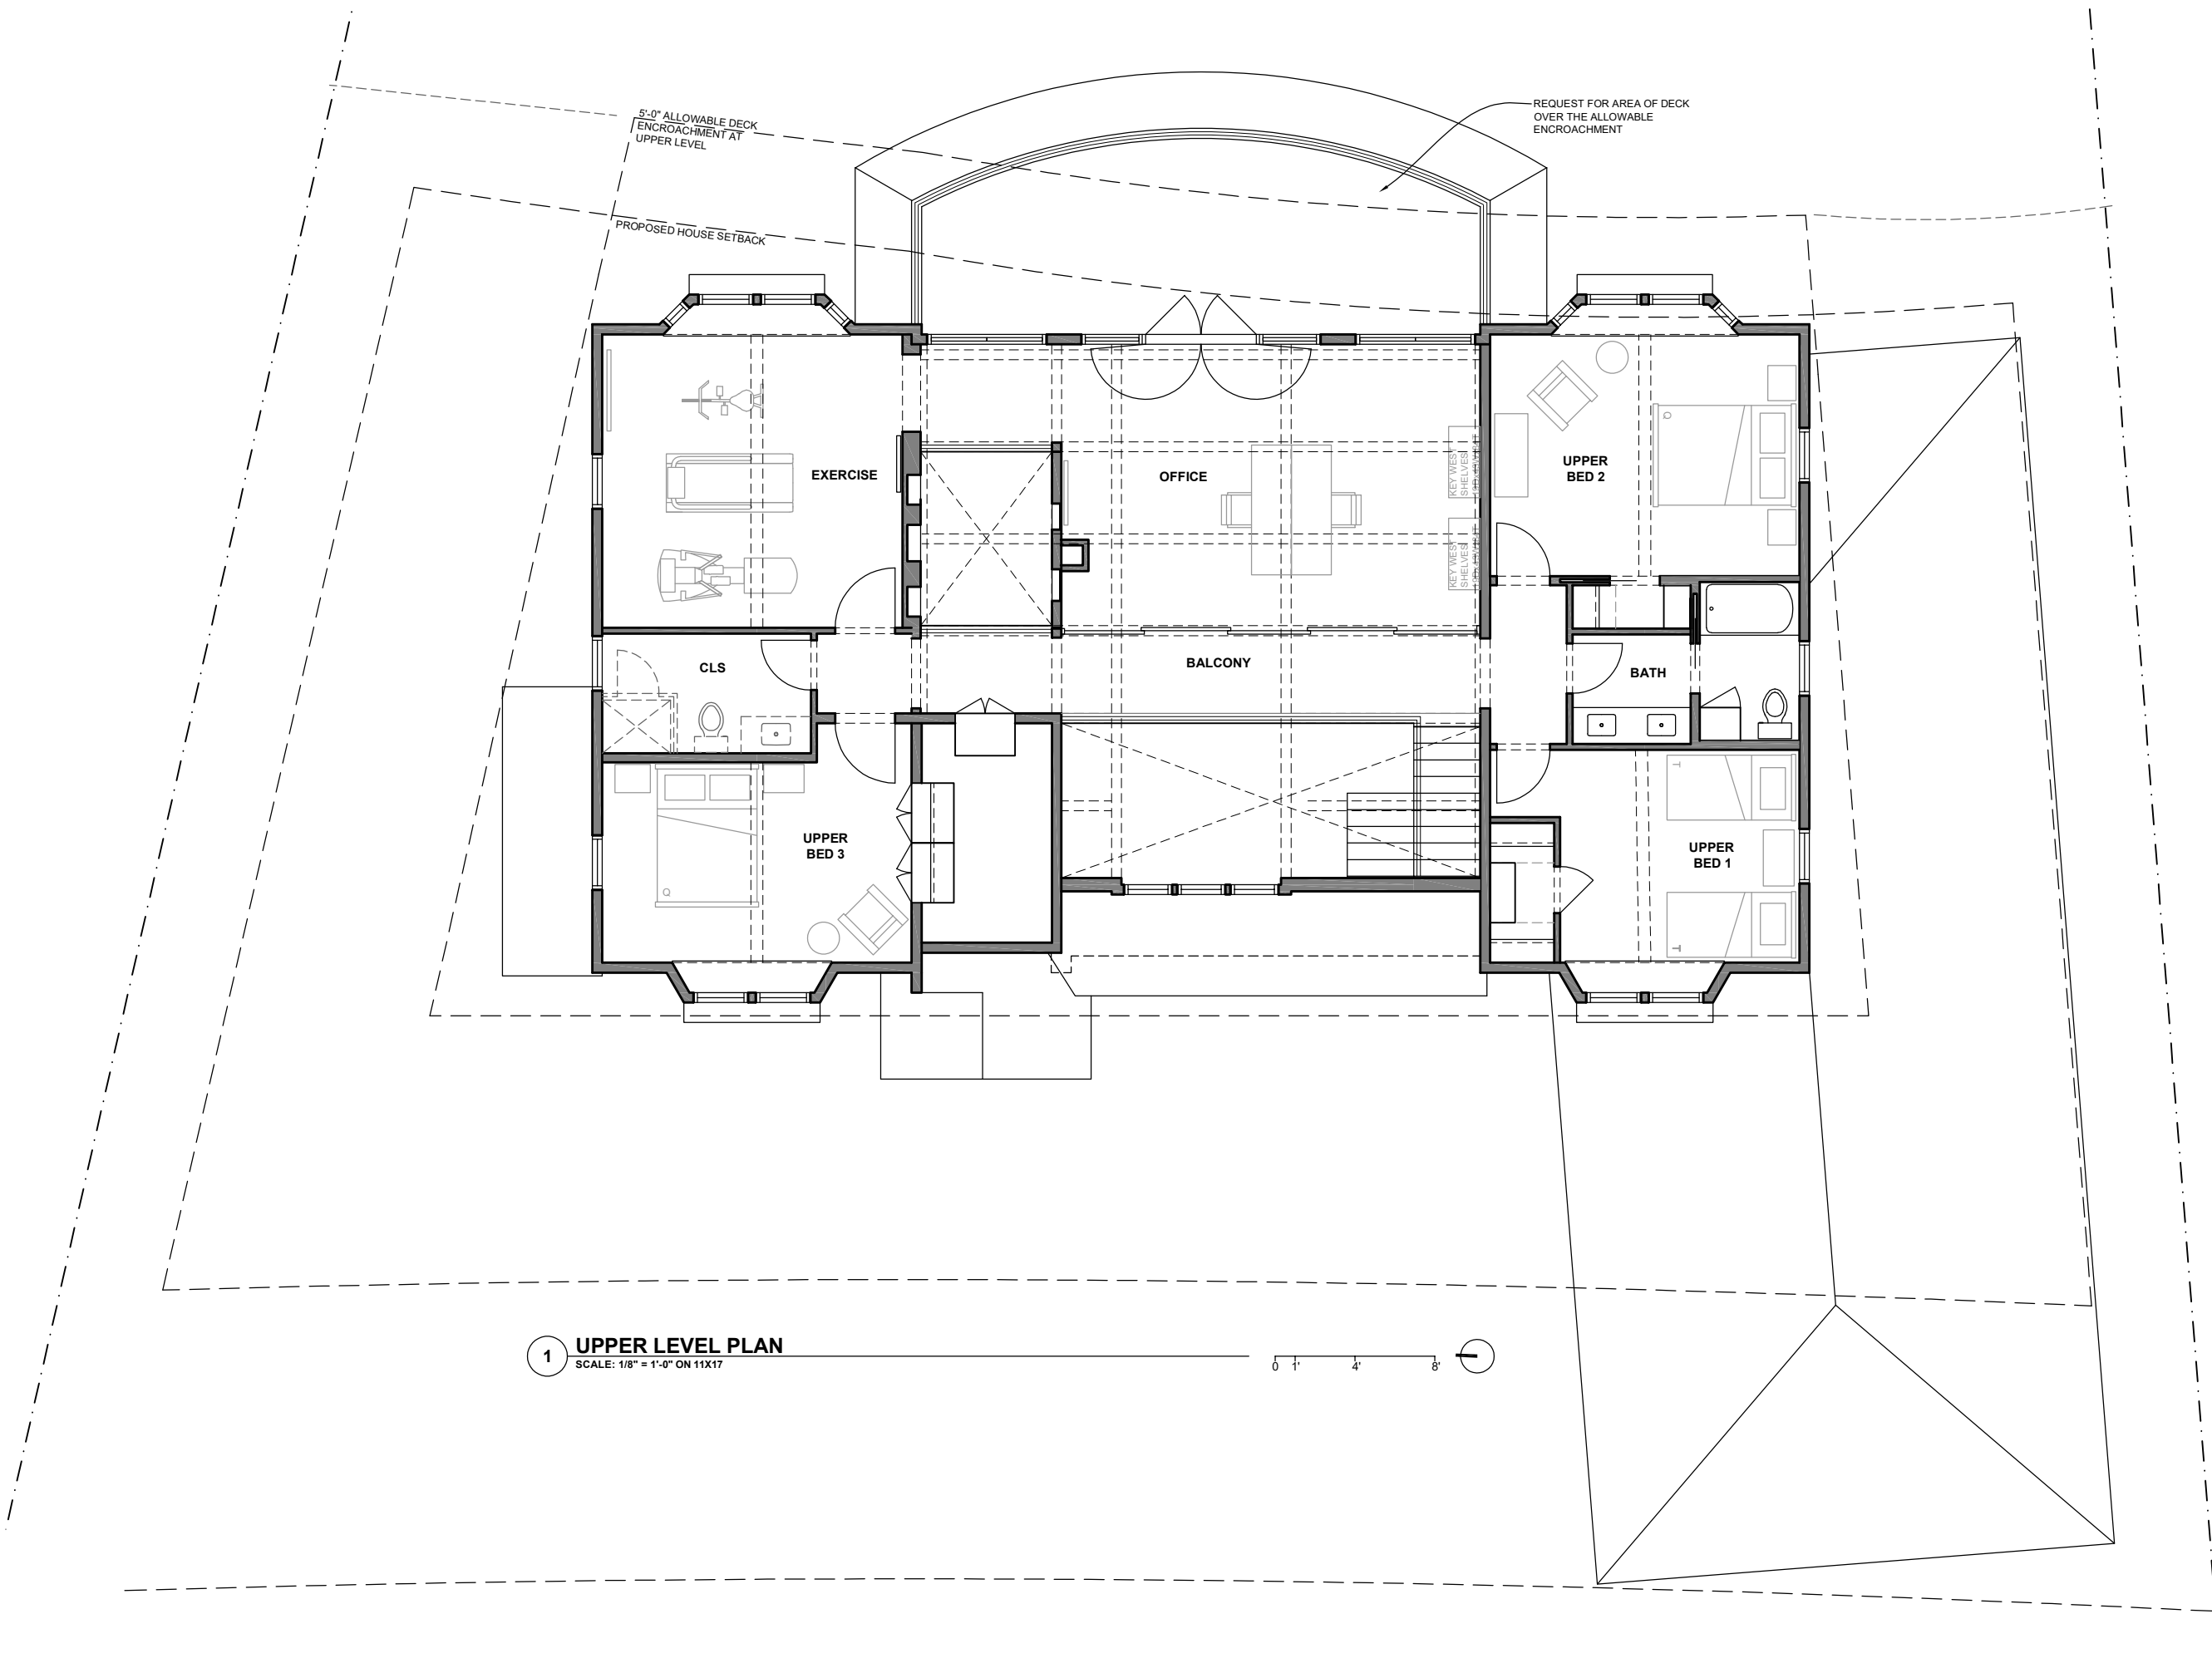 5'-0" ALLOWABLE DECK
ENCROACHMENT AT
UPPER LEVEL
REQUEST FOR AREA OF DECK
OVER THE ALLOWABLE
ENCROACHMENT
PROPOSED HOUSE SETBACK
EXERCISE
OFFICE
KEY WEST
SHELVES
KEY WEST
SHELVES
UPPER
BED 2
CLS
BALCONY
BATH
UPPER
BED 3
UPPER
BED 1
1
UPPER LEVEL PLAN
SCALE: 1/8" = 1'-0" ON 11X17
0 1' 4' 8'